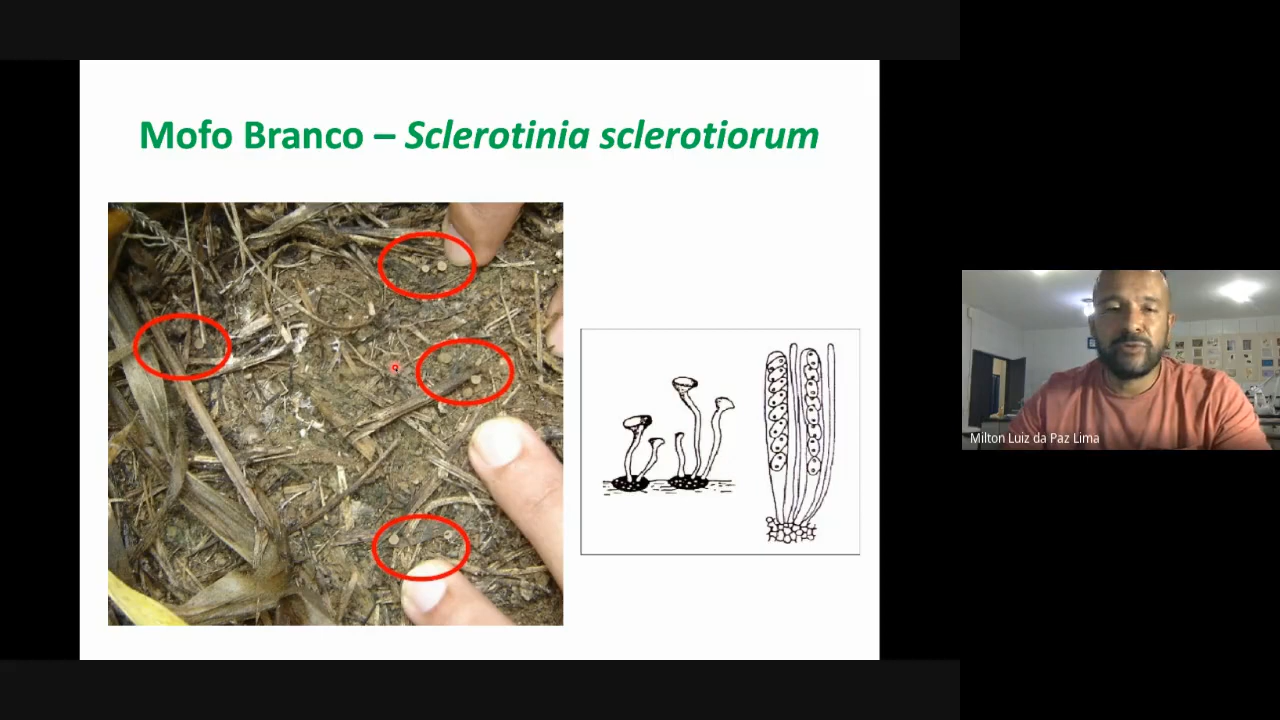 Mofo Branco – Sclerotinia sclerotiorum
Milton Luiz da Paz Lima